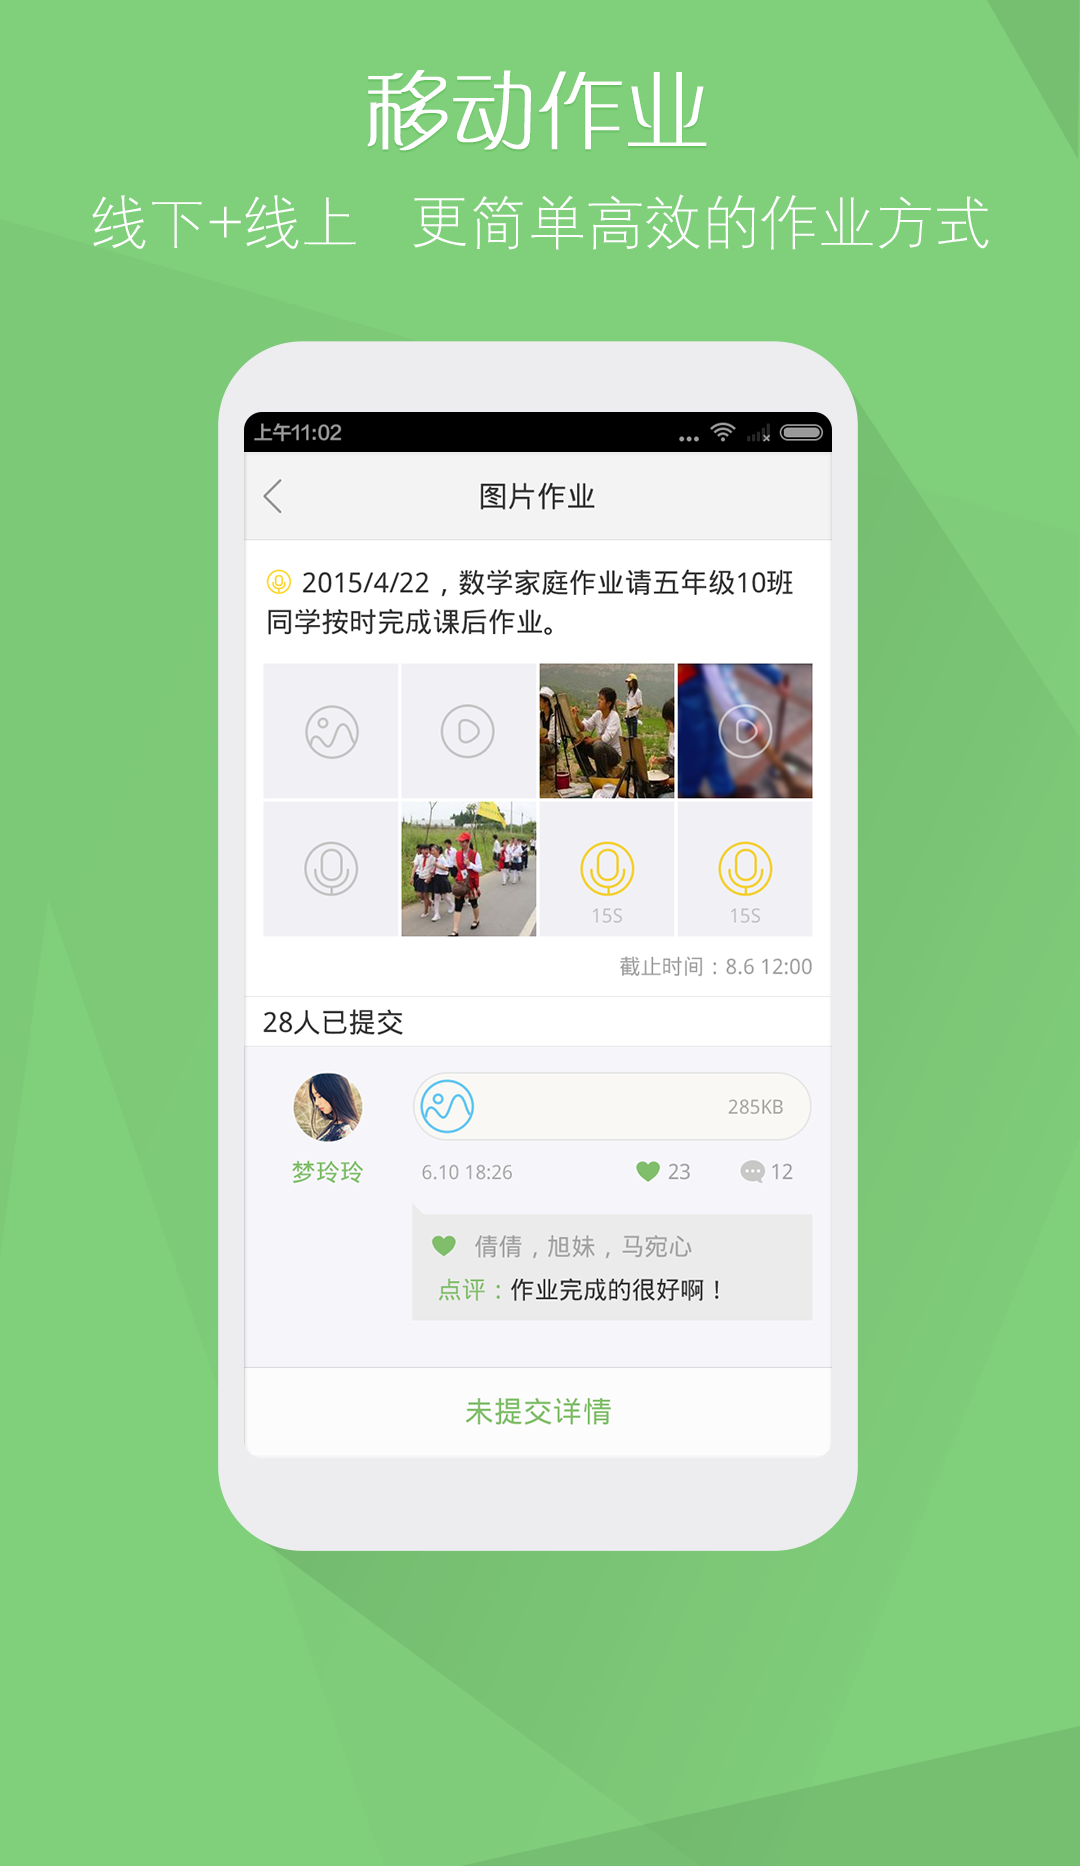 移动作业
线下+线上 更简单高效的作业方式
上午11:02
图片作业
2015/4/22，数学家庭作业请五年级10班
同学按时完成课后作业。
15S 15S
截止时间：8.6 12:00
28人已提交
285KB
梦玲玲 6.10 18:26 23 12
倩倩，旭妹，马宛心
点评：作业完成的很好啊！
未提交详情